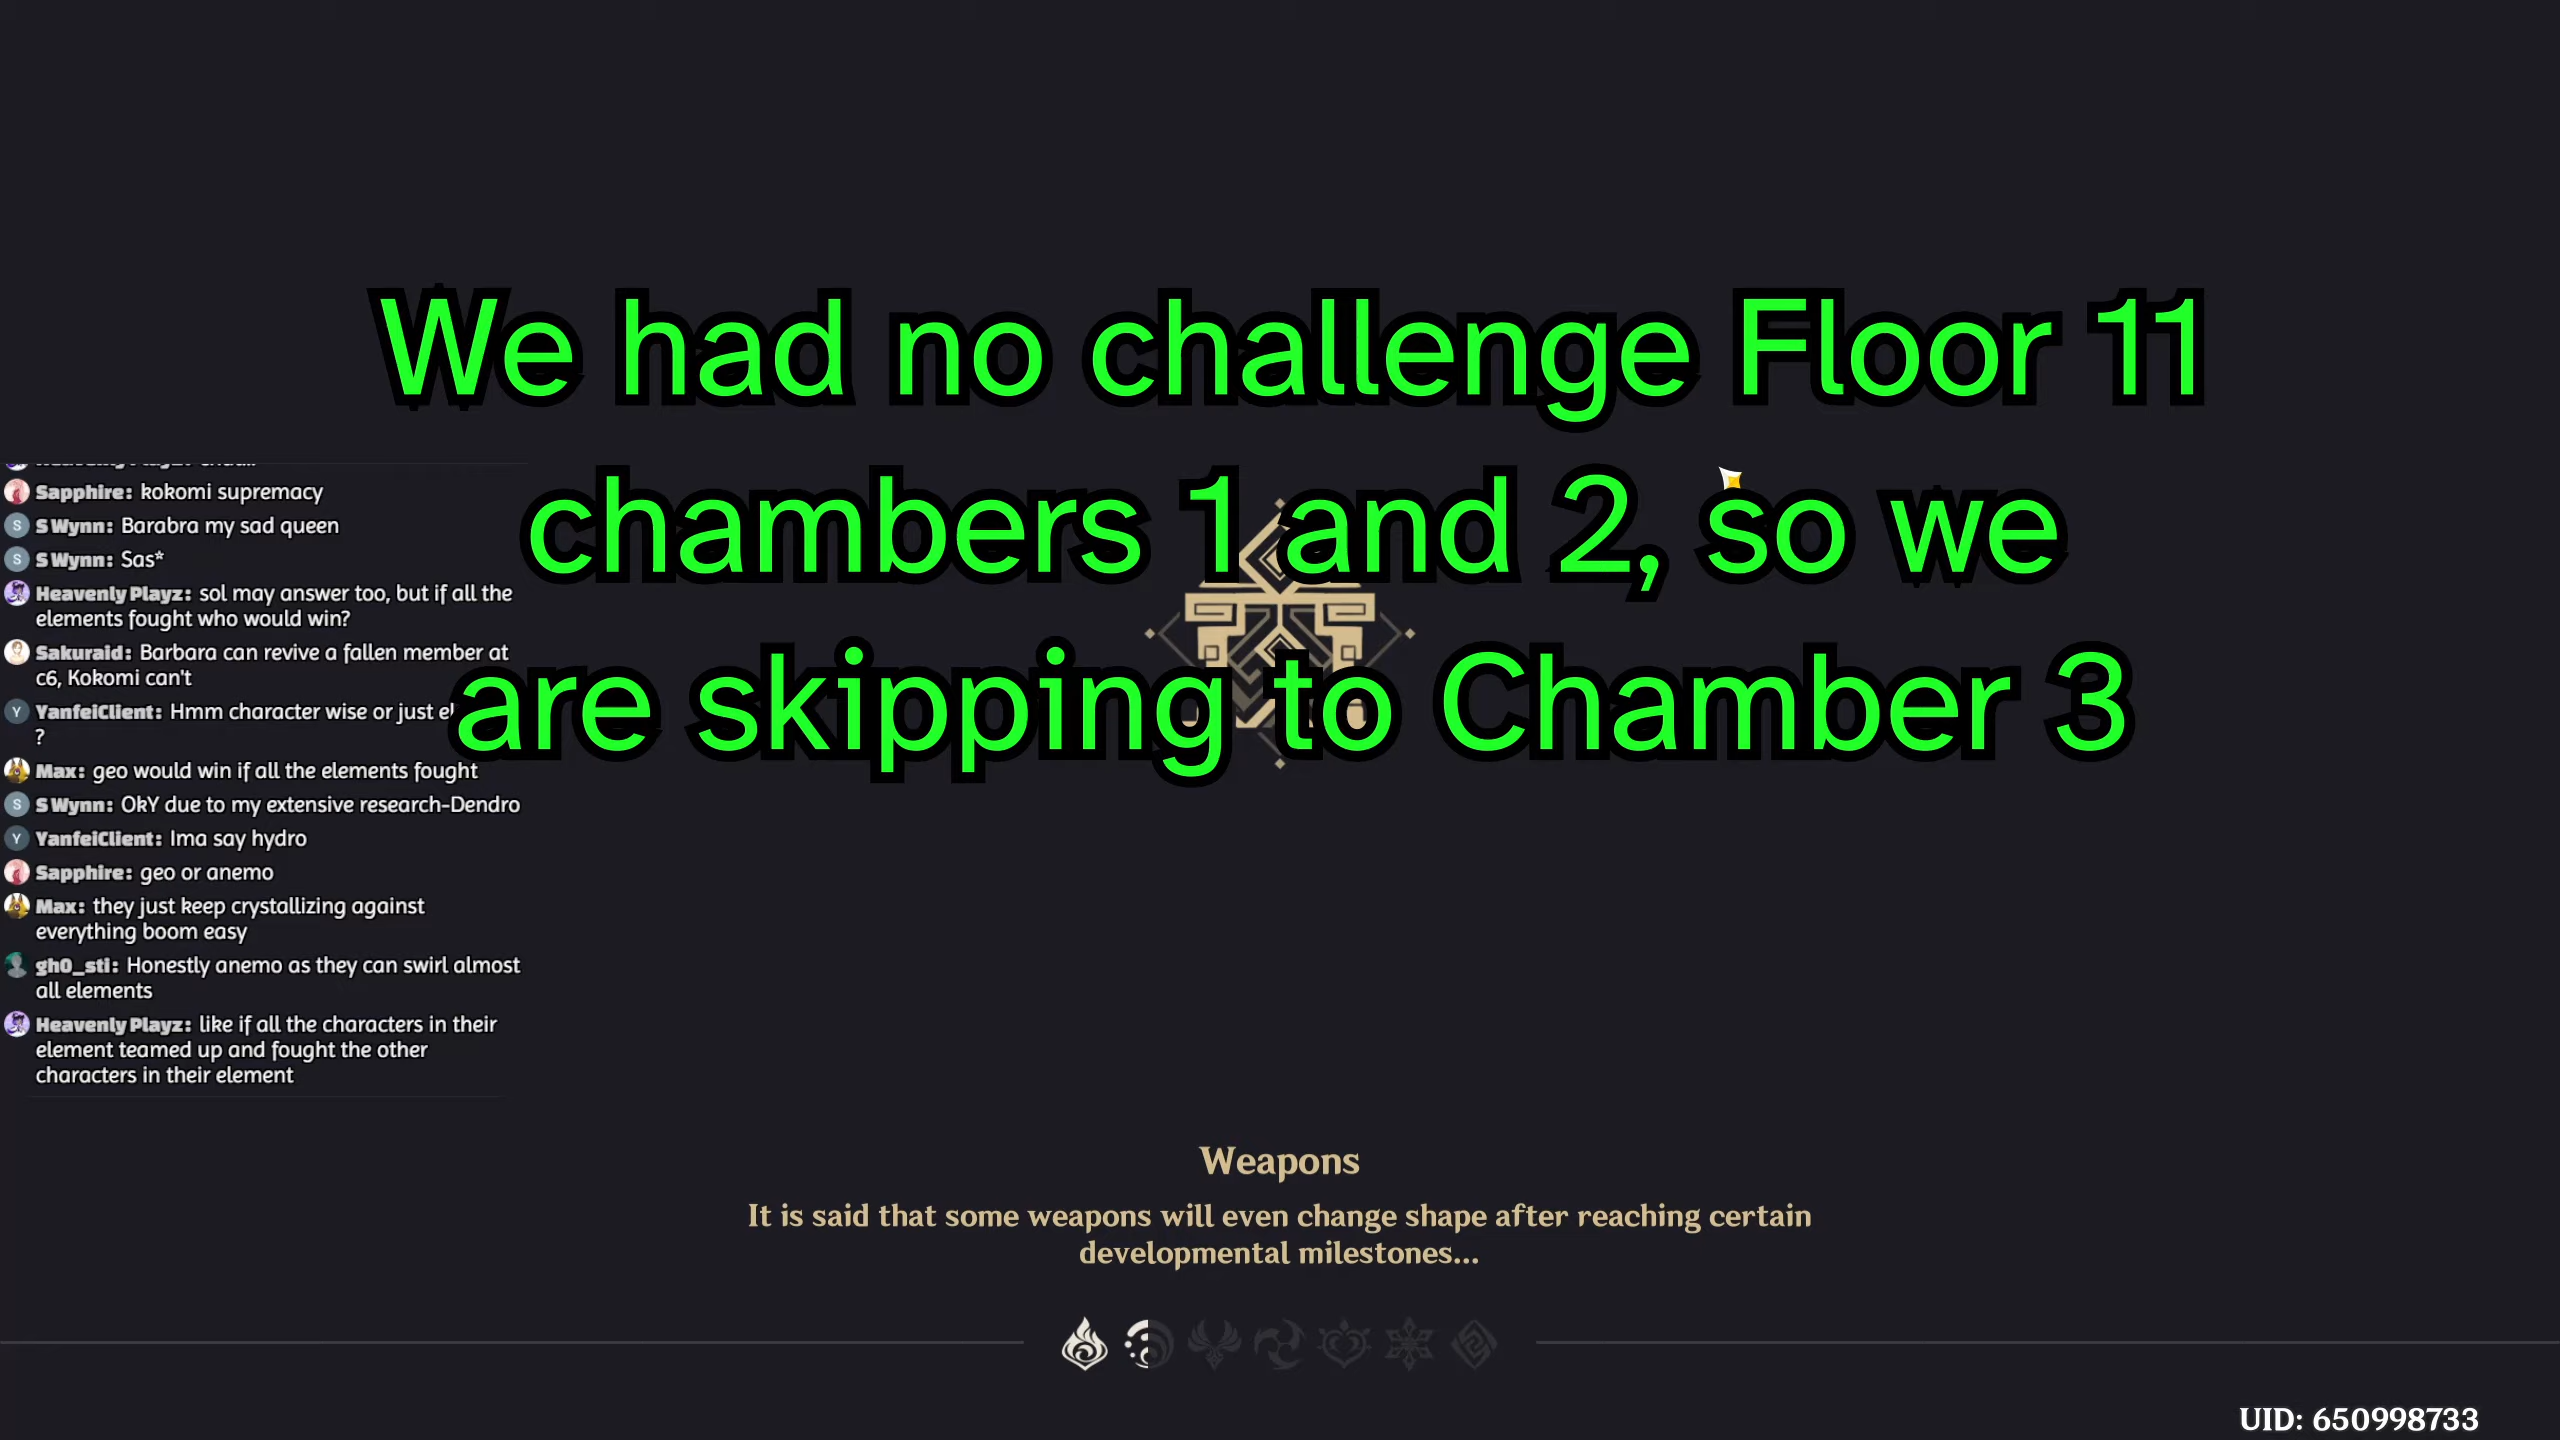 We had no challenge Floor 11
chambers 1 and 2, so we
are skipping to Chamber 3
Sapphire: kokomi supremacy
S Wynn: Barabra my sad queen
S Wynn: Sas*
Heavenly Playz: sol may answer too, but if all the
elements fought who would win?
Sakuraid: Barbara can revive a fallen member at
c6, Kokomi can't
YanfeiClient: Hmm character wise or just
?
Max: geo would win if all the elements fought
S Wynn: OkY due to my extensive research-Dendro
YanfeiClient: Ima say hydro
Sapphire: geo or anemo
Max: they just keep crystallizing against
everything boom easy
gh0_sti: Honestly anemo as they can swirl almost
all elements
Heavenly Playz: like if all the characters in their
element teamed up and fought the other
characters in their element
Weapons
It is said that some weapons will even change shape after reaching certain
developmental milestones...
UID: 650998733